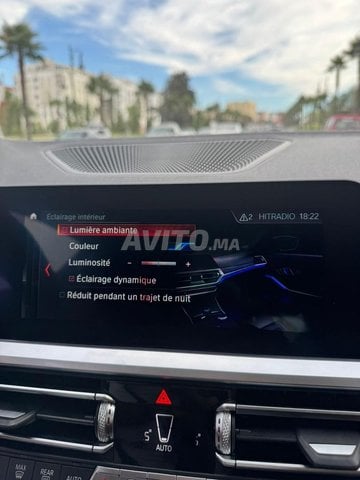 Éclairage intérieur
2 HITRADIO 18:22
Lumière ambiante
AVITO.MA
Couleur
Luminosité - +
Éclairage dynamique
Réduit pendant un trajet de nuit
AUTO
MAX
REAR
AUTO